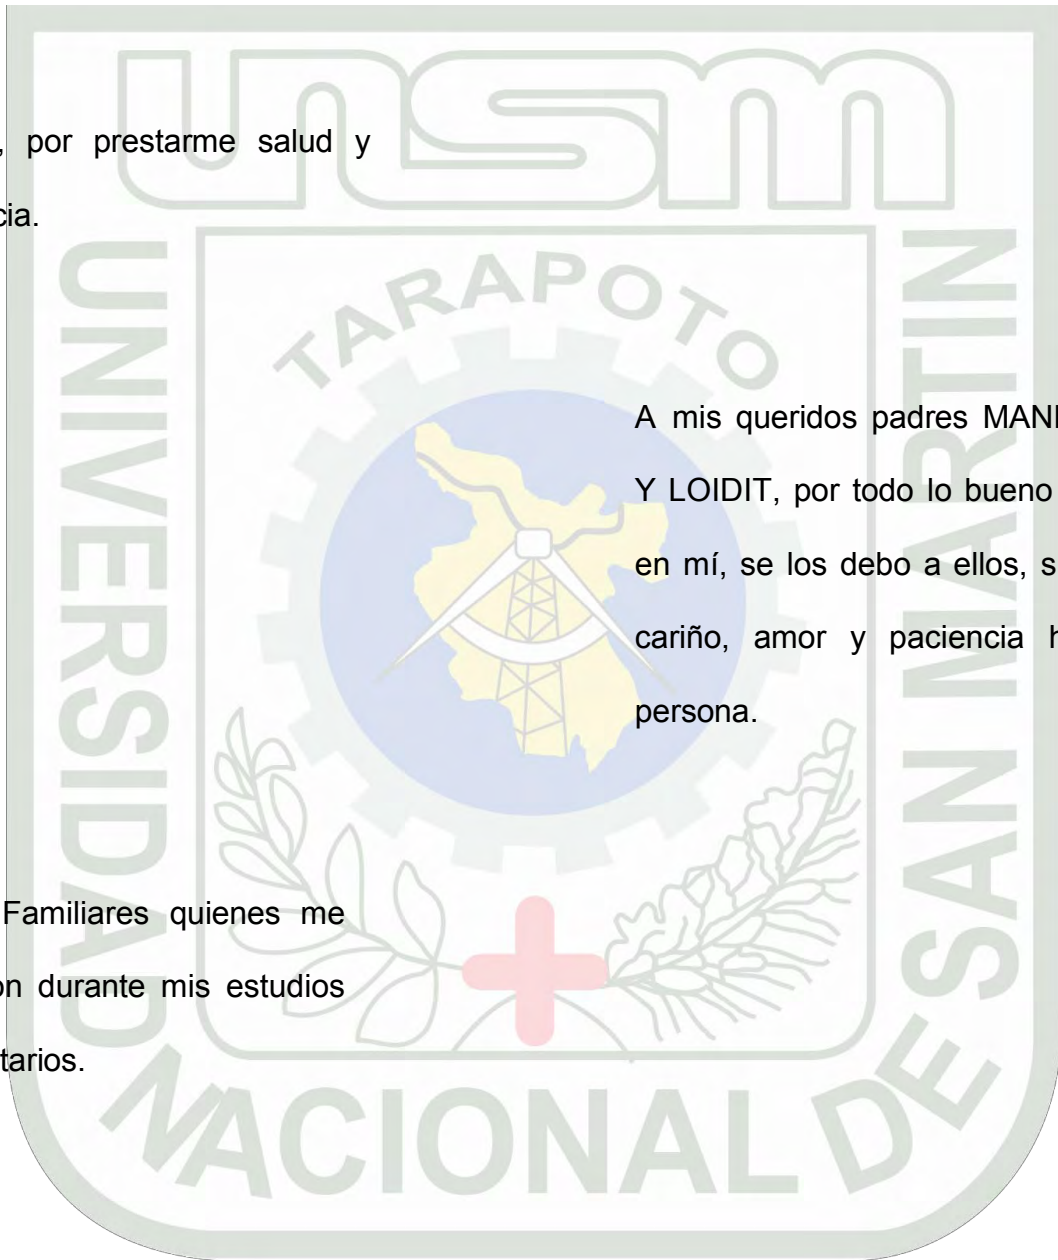 unsm
, por prestarme salud y
cia.
TARAPOTO
UNIVERSIDAD
NACIONAL DE
SAN MARTIN
A mis queridos padres
Y LOIDIT, por todo lo bueno
en mí, se los debo a ellos,
cariño, amor y paciencia
persona.
Familiares quienes me
on durante mis estudios
tarios.